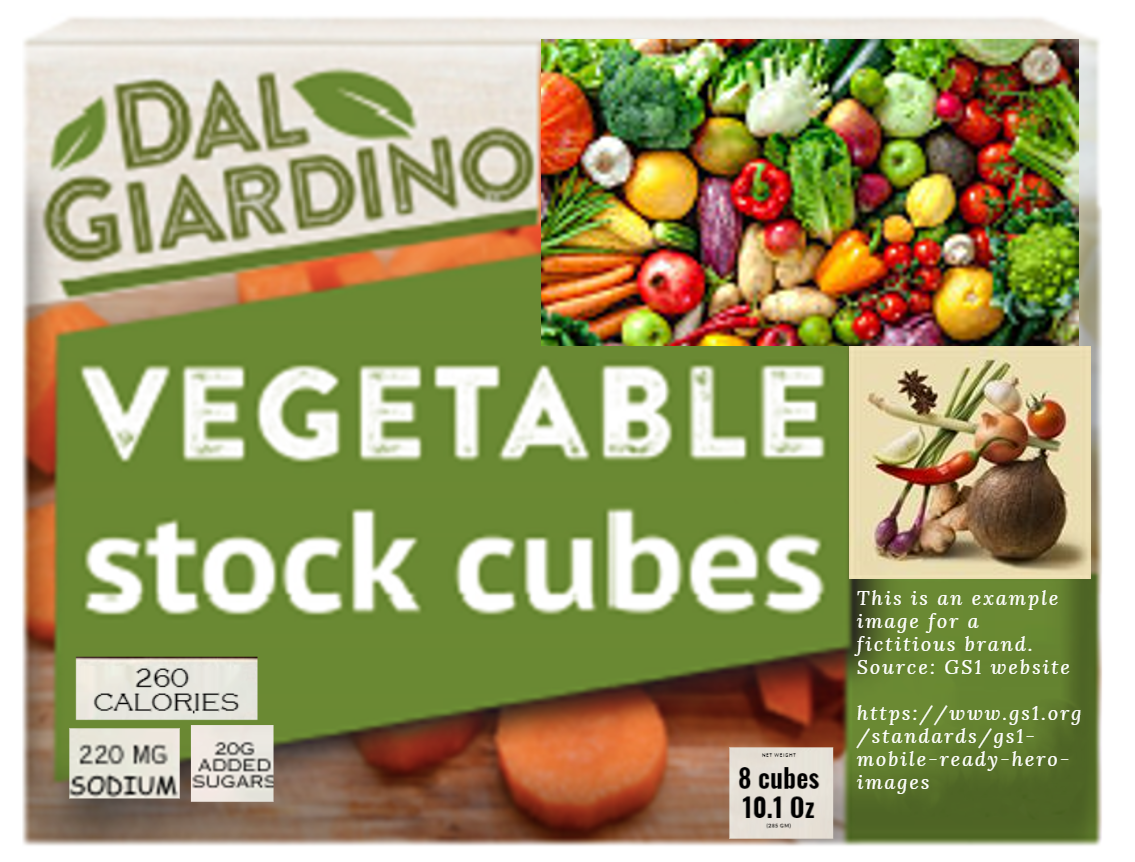 DAL
GIARDINO
VEGETABLE
stock cubes
260
CALORIES
220 MG
SODIUM
20G
ADDED
SUGARS
NET WEIGHT
8 cubes
10.1 Oz
(285 GM)
This is an example
image for a
fictitious brand.
Source: GS1 website
https://www.gs1.org
/standards/gs1-
mobile-ready-hero-
images